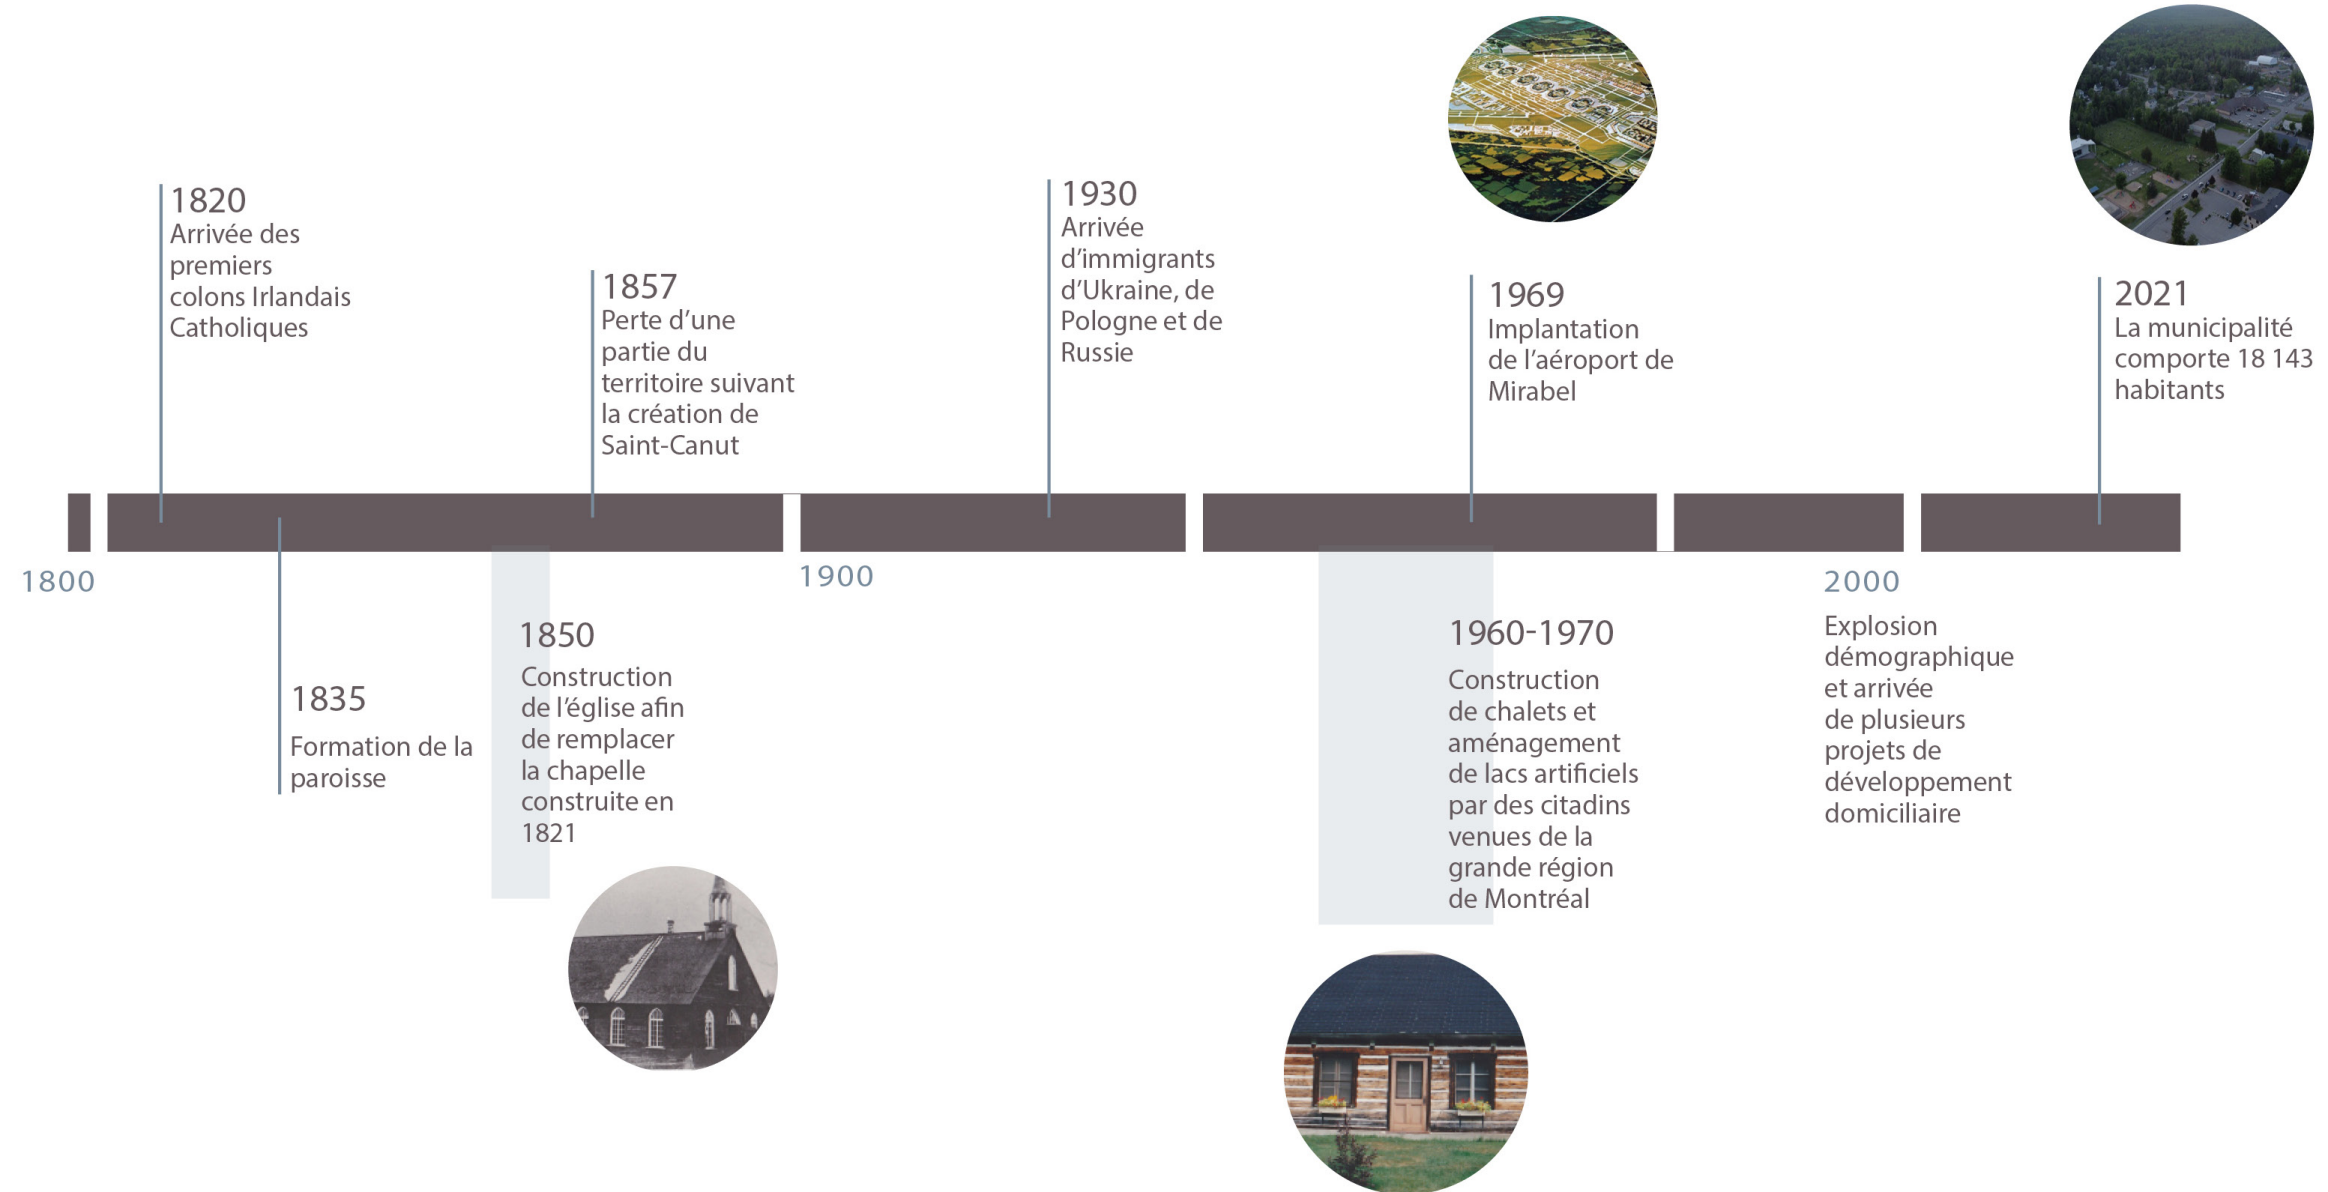 1820
Arrivée des
premiers
colons Irlandais
Catholiques
1857
Perte d’une
partie du
territoire suivant
la création de
Saint-Canut
1930
Arrivée
d’immigrants
d’Ukraine, de
Pologne et de
Russie
1969
Implantation
de l’aéroport de
Mirabel
2021
La municipalité
comporte 18 143
habitants
1800
1900
2000
1835
Formation de la
paroisse
1850
Construction
de l’église afin
de remplacer
la chapelle
construite en
1821
1960-1970
Construction
de chalets et
aménagement
de lacs artificiels
par des citadins
venues de la
grande région
de Montréal
Explosion
démographique
et arrivée
de plusieurs
projets de
développement
domiciliaire